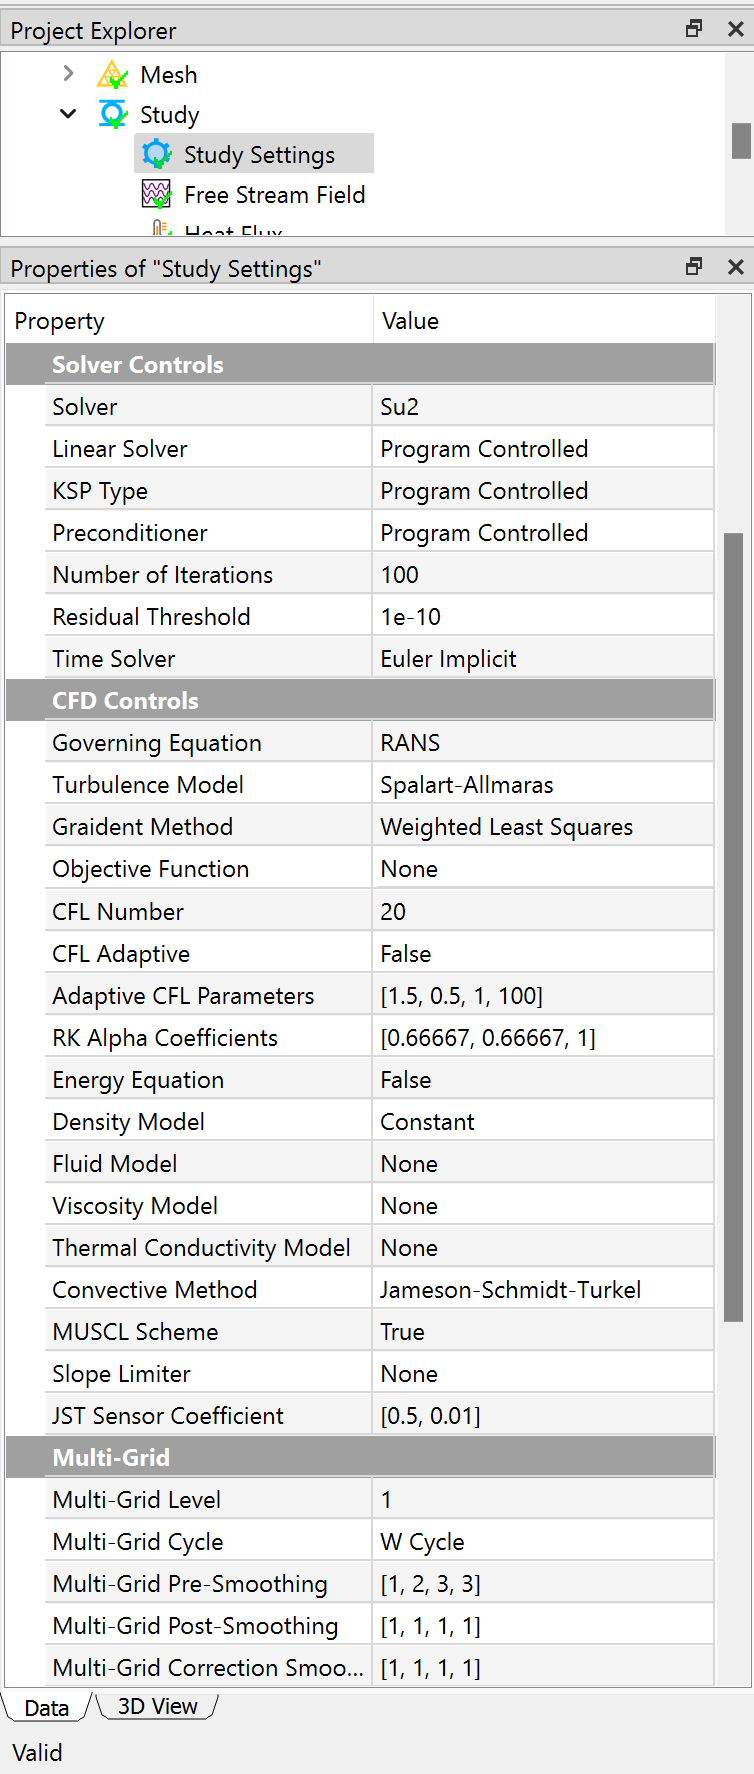 Project Explorer
Mesh
Study
Study Settings
Free Stream Field
Heat Flux
Properties of "Study Settings"
Property Value
Solver Controls
Solver Su2
Linear Solver Program Controlled
KSP Type Program Controlled
Preconditioner Program Controlled
Number of Iterations 100
Residual Threshold 1e-10
Time Solver Euler Implicit
CFD Controls
Governing Equation RANS
Turbulence Model Spalart-Allmaras
Graident Method Weighted Least Squares
Objective Function None
CFL Number 20
CFL Adaptive False
Adaptive CFL Parameters [1.5, 0.5, 1, 100]
RK Alpha Coefficients [0.66667, 0.66667, 1]
Energy Equation False
Density Model Constant
Fluid Model None
Viscosity Model None
Thermal Conductivity Model None
Convective Method Jameson-Schmidt-Turkel
MUSCL Scheme True
Slope Limiter None
JST Sensor Coefficient [0.5, 0.01]
Multi-Grid
Multi-Grid Level 1
Multi-Grid Cycle W Cycle
Multi-Grid Pre-Smoothing [1, 2, 3, 3]
Multi-Grid Post-Smoothing [1, 1, 1, 1]
Multi-Grid Correction Smoo... [1, 1, 1, 1]
Data 3D View
Valid